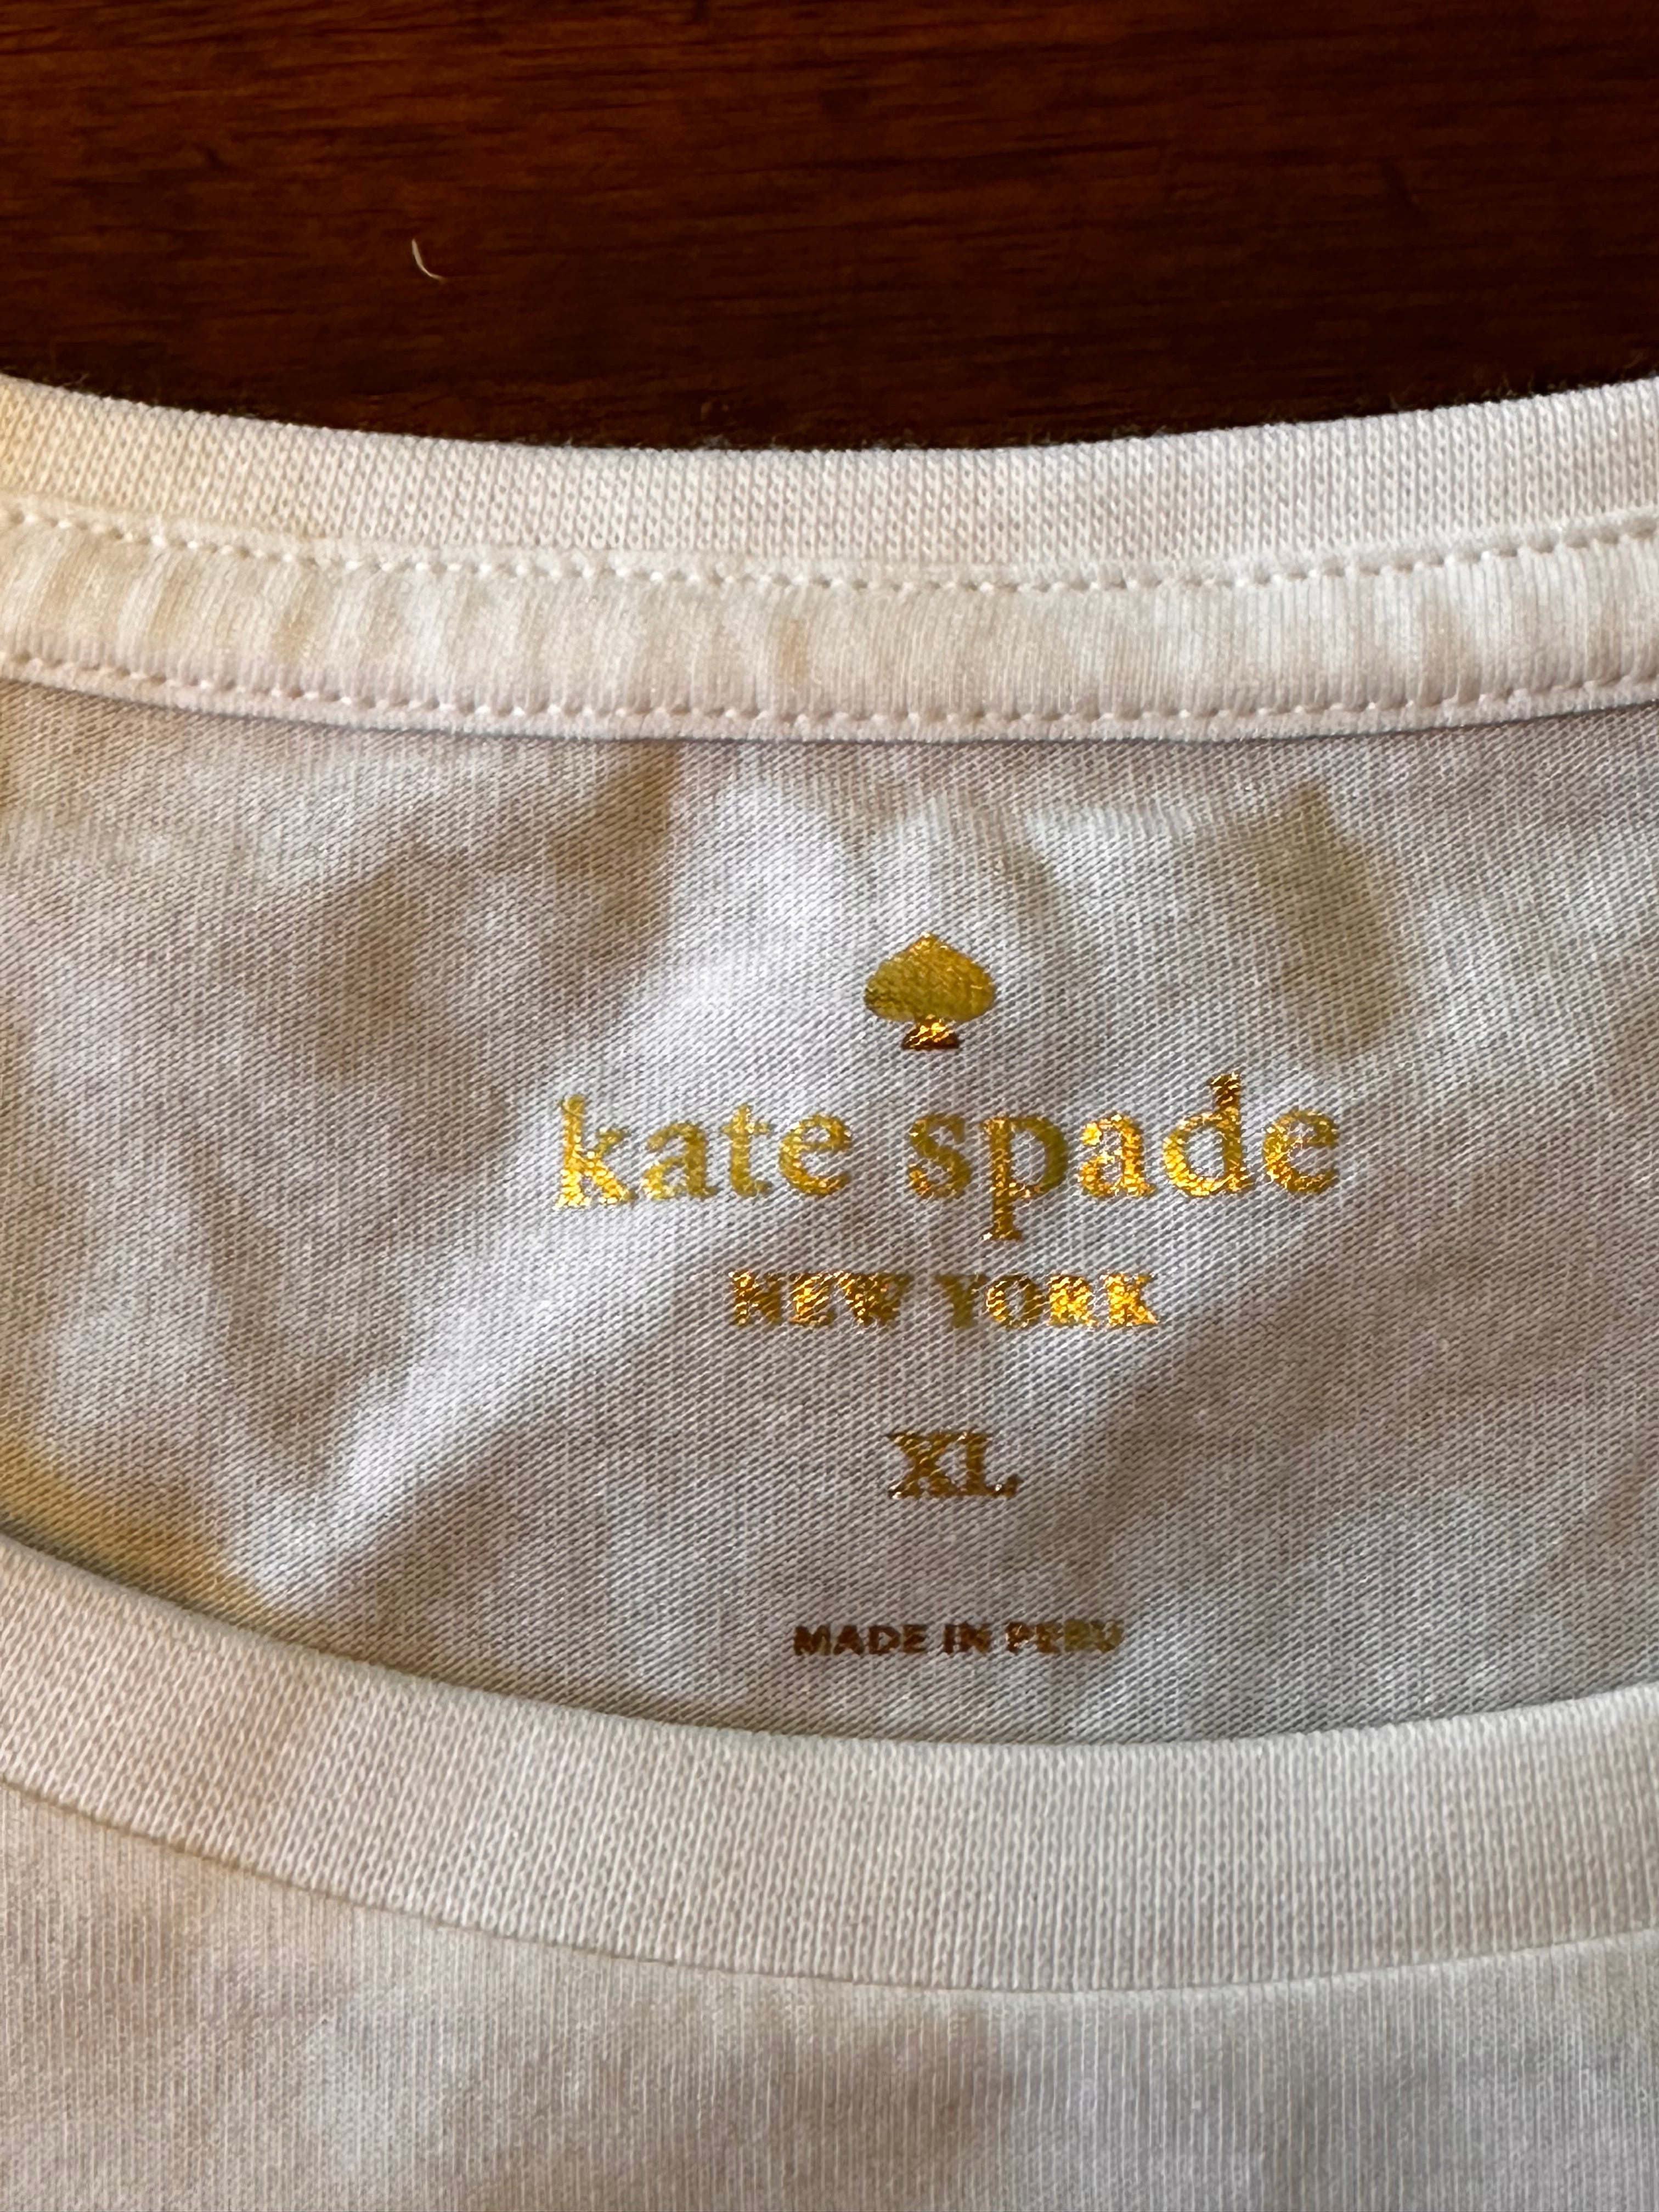 kate spade
NEW YORK
XL
MADE IN PERU